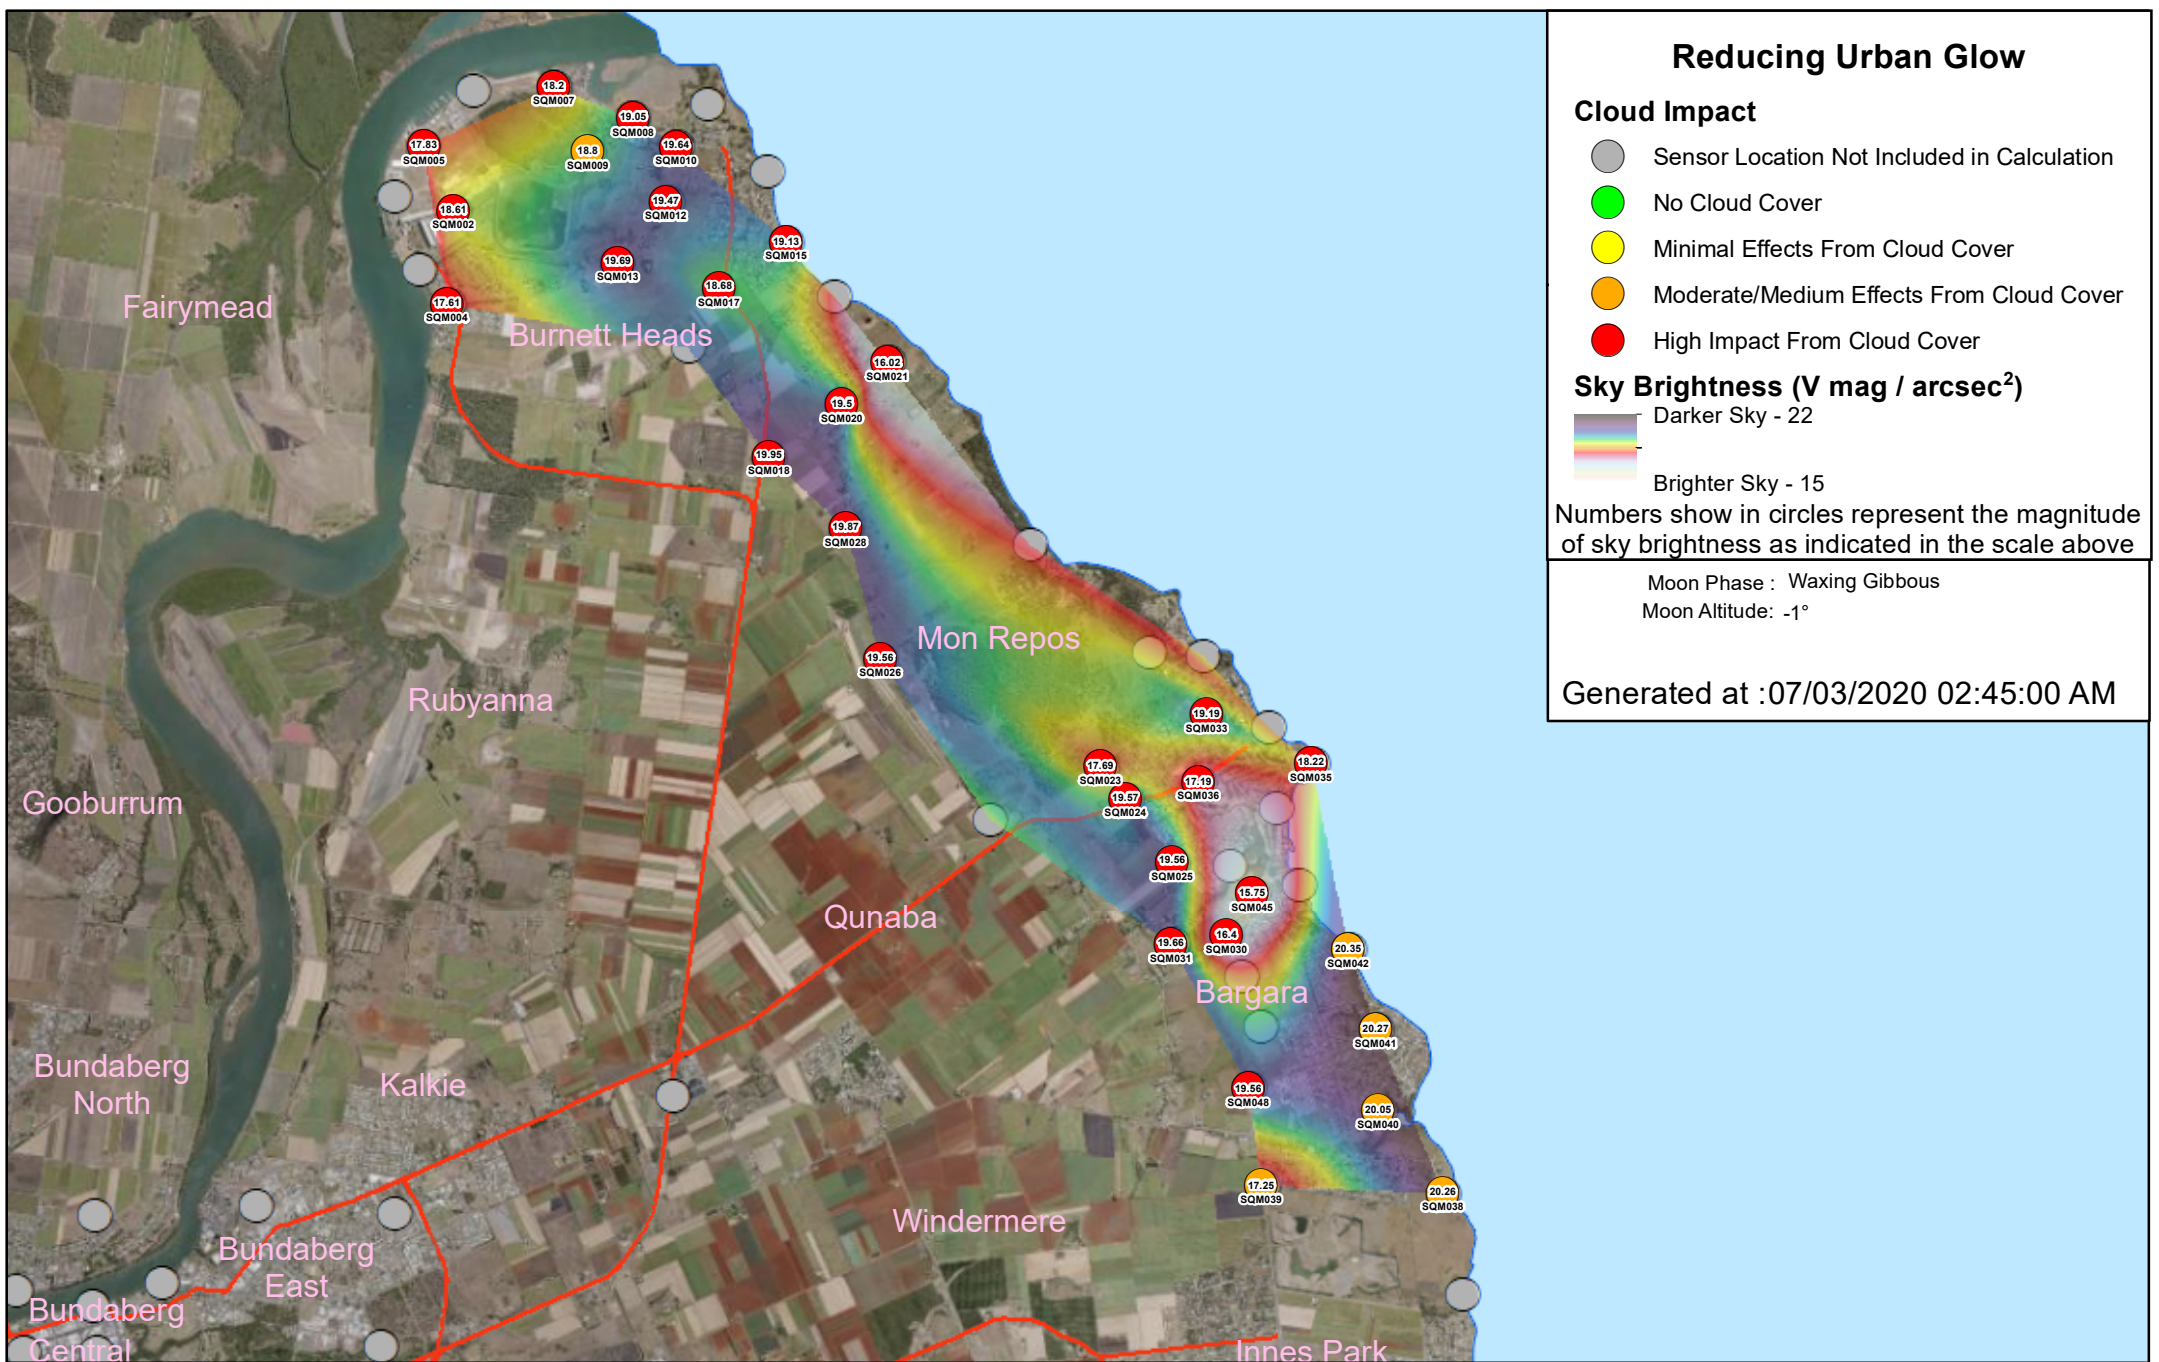 Reducing Urban Glow
Cloud Impact
Sensor Location Not Included in Calculation
No Cloud Cover
Minimal Effects From Cloud Cover
Moderate/Medium Effects From Cloud Cover
High Impact From Cloud Cover
Sky Brightness (V mag / arcsec²)
Darker Sky - 22
Brighter Sky - 15
Numbers show in circles represent the magnitude
of sky brightness as indicated in the scale above
Moon Phase : Waxing Gibbous
Moon Altitude: -1°
Generated at :07/03/2020 02:45:00 AM
18.2
SQM007
19.05
SQM008
17.83
SQM005
18.8
SQM009
19.64
SQM010
18.61
SQM002
19.47
SQM012
19.13
SQM015
19.69
SQM013
18.68
SQM017
17.61
SQM004
Fairymead
Burnett Heads
16.02
SQM021
19.5
SQM020
19.95
SQM018
19.87
SQM028
Mon Repos
19.56
SQM026
Rubyanna
19.19
SQM033
17.69
SQM023
17.19
SQM036
18.22
SQM035
19.57
SQM024
Gooburrum
19.56
SQM025
15.75
SQM045
Qunaba
16.4
SQM030
19.66
SQM031
20.35
SQM042
Bargara
20.27
SQM041
Bundaberg
North
Kalkie
19.56
SQM048
20.05
SQM040
17.25
SQM039
20.26
SQM038
Windermere
Bundaberg
East
Bundaberg
Central
Innes Park